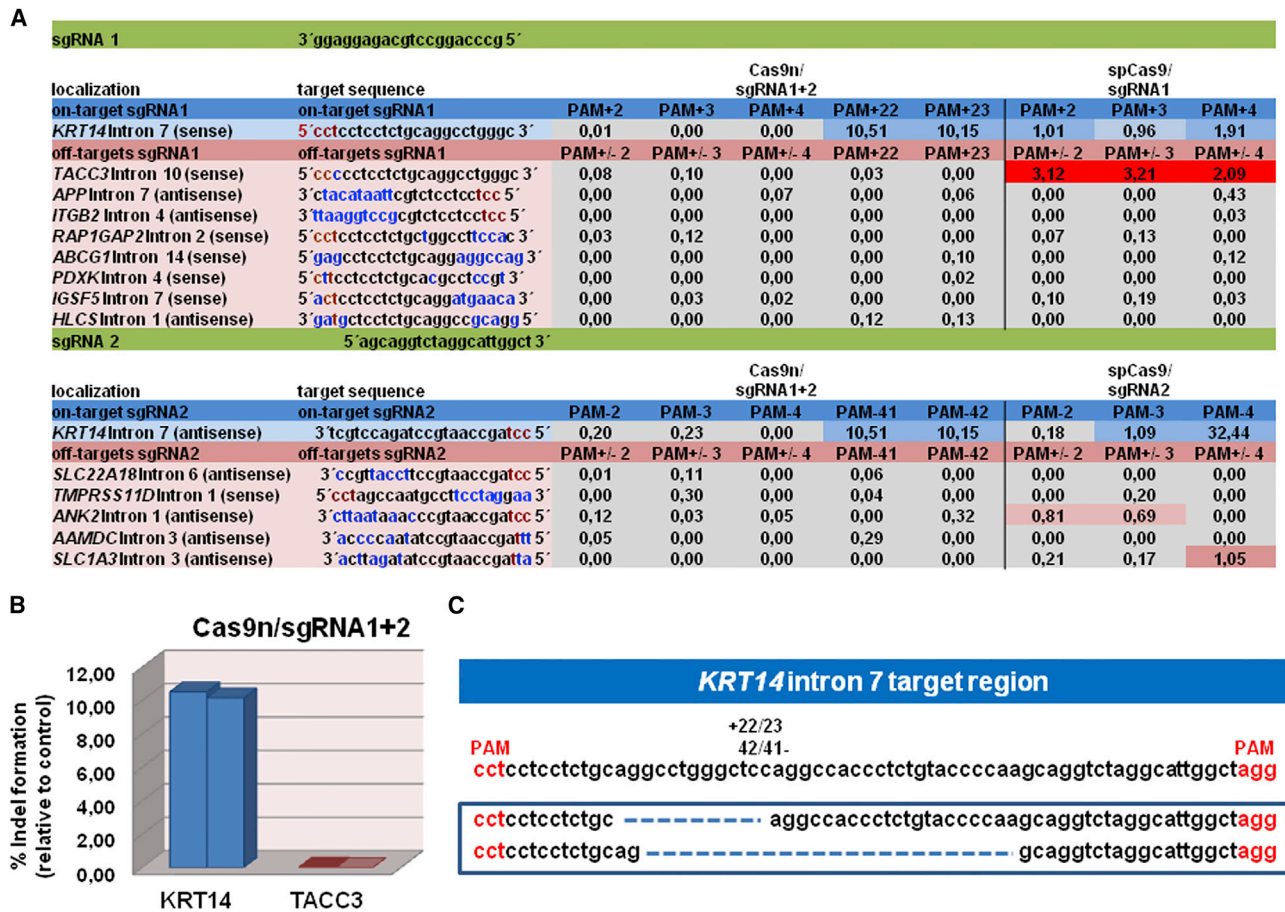 A
sgRNA 1 3´ggaggagacgtccggacccg 5´
Cas9n/ spCas9/
sgRNA1+2 sgRNA1
localization target sequence
on-target sgRNA1 on-target sgRNA1 PAM+2 PAM+3 PAM+4 PAM+22 PAM+23 PAM+2 PAM+3 PAM+4
KRT14 Intron 7 (sense) 5´cctcctcctctgcaggcctgggc 3´ 0,01 0,00 0,00 10,51 10,15 1,01 0,96 1,91
off-targets sgRNA1 off-targets sgRNA1 PAM+/- 2 PAM+/- 3 PAM+/- 4 PAM+22 PAM+23 PAM+/- 2 PAM+/- 3 PAM+/- 4
TACC3 Intron 10 (sense) 5´cccccctcctctgcaggcctgggc 3´ 0,08 0,10 0,00 0,03 0,00 3,12 3,21 2,09
APP Intron 7 (antisense) 3´ctacataattcgtctcctcctcc 5´ 0,00 0,00 0,07 0,00 0,06 0,00 0,00 0,43
ITGB2 Intron 4 (antisense) 3´ttaaggtccgcgtctcctcctcc 5´ 0,00 0,00 0,00 0,00 0,00 0,00 0,00 0,03
RAP1GAP2 Intron 2 (sense) 5´cctcctcctctgctggccttccac 3´ 0,03 0,12 0,00 0,00 0,00 0,07 0,13 0,00
ABCG1 Intron 14 (sense) 5´gagcctcctctgcaggaggccag 3´ 0,00 0,00 0,00 0,00 0,10 0,00 0,00 0,12
PDXK Intron 4 (sense) 5´cttcctcctctgcacgcctccgt 3´ 0,00 0,00 0,00 0,00 0,02 0,00 0,00 0,00
IGSF5 Intron 7 (sense) 5´actcctcctctgcaggatgaaca 3´ 0,00 0,03 0,02 0,00 0,00 0,10 0,19 0,03
HLCS Intron 1 (antisense) 3´gatgctcctctgcaggccgcagg 5´ 0,00 0,00 0,00 0,12 0,13 0,00 0,00 0,00
sgRNA 2 5´agcaggtctaggcattggct 3´
Cas9n/ spCas9/
sgRNA1+2 sgRNA2
localization target sequence
on-target sgRNA2 on-target sgRNA2 PAM-2 PAM-3 PAM-4 PAM-41 PAM-42 PAM-2 PAM-3 PAM-4
KRT14 Intron 7 (antisense) 3´tcgtccagatccgtaaccgatcc 5´ 0,20 0,23 0,00 10,51 10,15 0,18 1,09 32,44
off-targets sgRNA2 off-targets sgRNA2 PAM+/- 2 PAM+/- 3 PAM+/- 4 PAM-41 PAM-42 PAM+/- 2 PAM+/- 3 PAM+/- 4
SLC22A18 Intron 6 (antisense) 3´ccgttaccttccgtaaccgatcc 5´ 0,01 0,11 0,00 0,06 0,00 0,00 0,00 0,00
TMPRSS11D Intron 1 (sense) 5´cctagccaatgccttcctaggaa 3´ 0,00 0,30 0,00 0,04 0,00 0,00 0,20 0,00
ANK2 Intron 1 (antisense) 3´cttaataaacccgtaaccgatcc 5´ 0,12 0,03 0,05 0,00 0,32 0,81 0,69 0,00
AAMDC Intron 3 (antisense) 3´accccaatatccgtaaccgattt 5´ 0,05 0,00 0,00 0,29 0,00 0,00 0,00 0,00
SLC1A3 Intron 3 (antisense) 3´acttagatatccgtaaccgatta 5´ 0,00 0,00 0,00 0,00 0,00 0,21 0,17 1,05
B
Cas9n/sgRNA1+2
% Indel formation
(relative to control)
12,00
10,00
8,00
6,00
4,00
2,00
0,00
KRT14 TACC3
C
KRT14 intron 7 target region
+22/23
PAM 42/41- PAM
cctcctcctctgcaggcctgggctccaggccaccctctgtaccccaagcaggtctaggcattggctagg
cctcctcctctgc aggccaccctctgtaccccaagcaggtctaggcattggctagg
cctcctcctctgcag gcaggtctaggcattggctagg